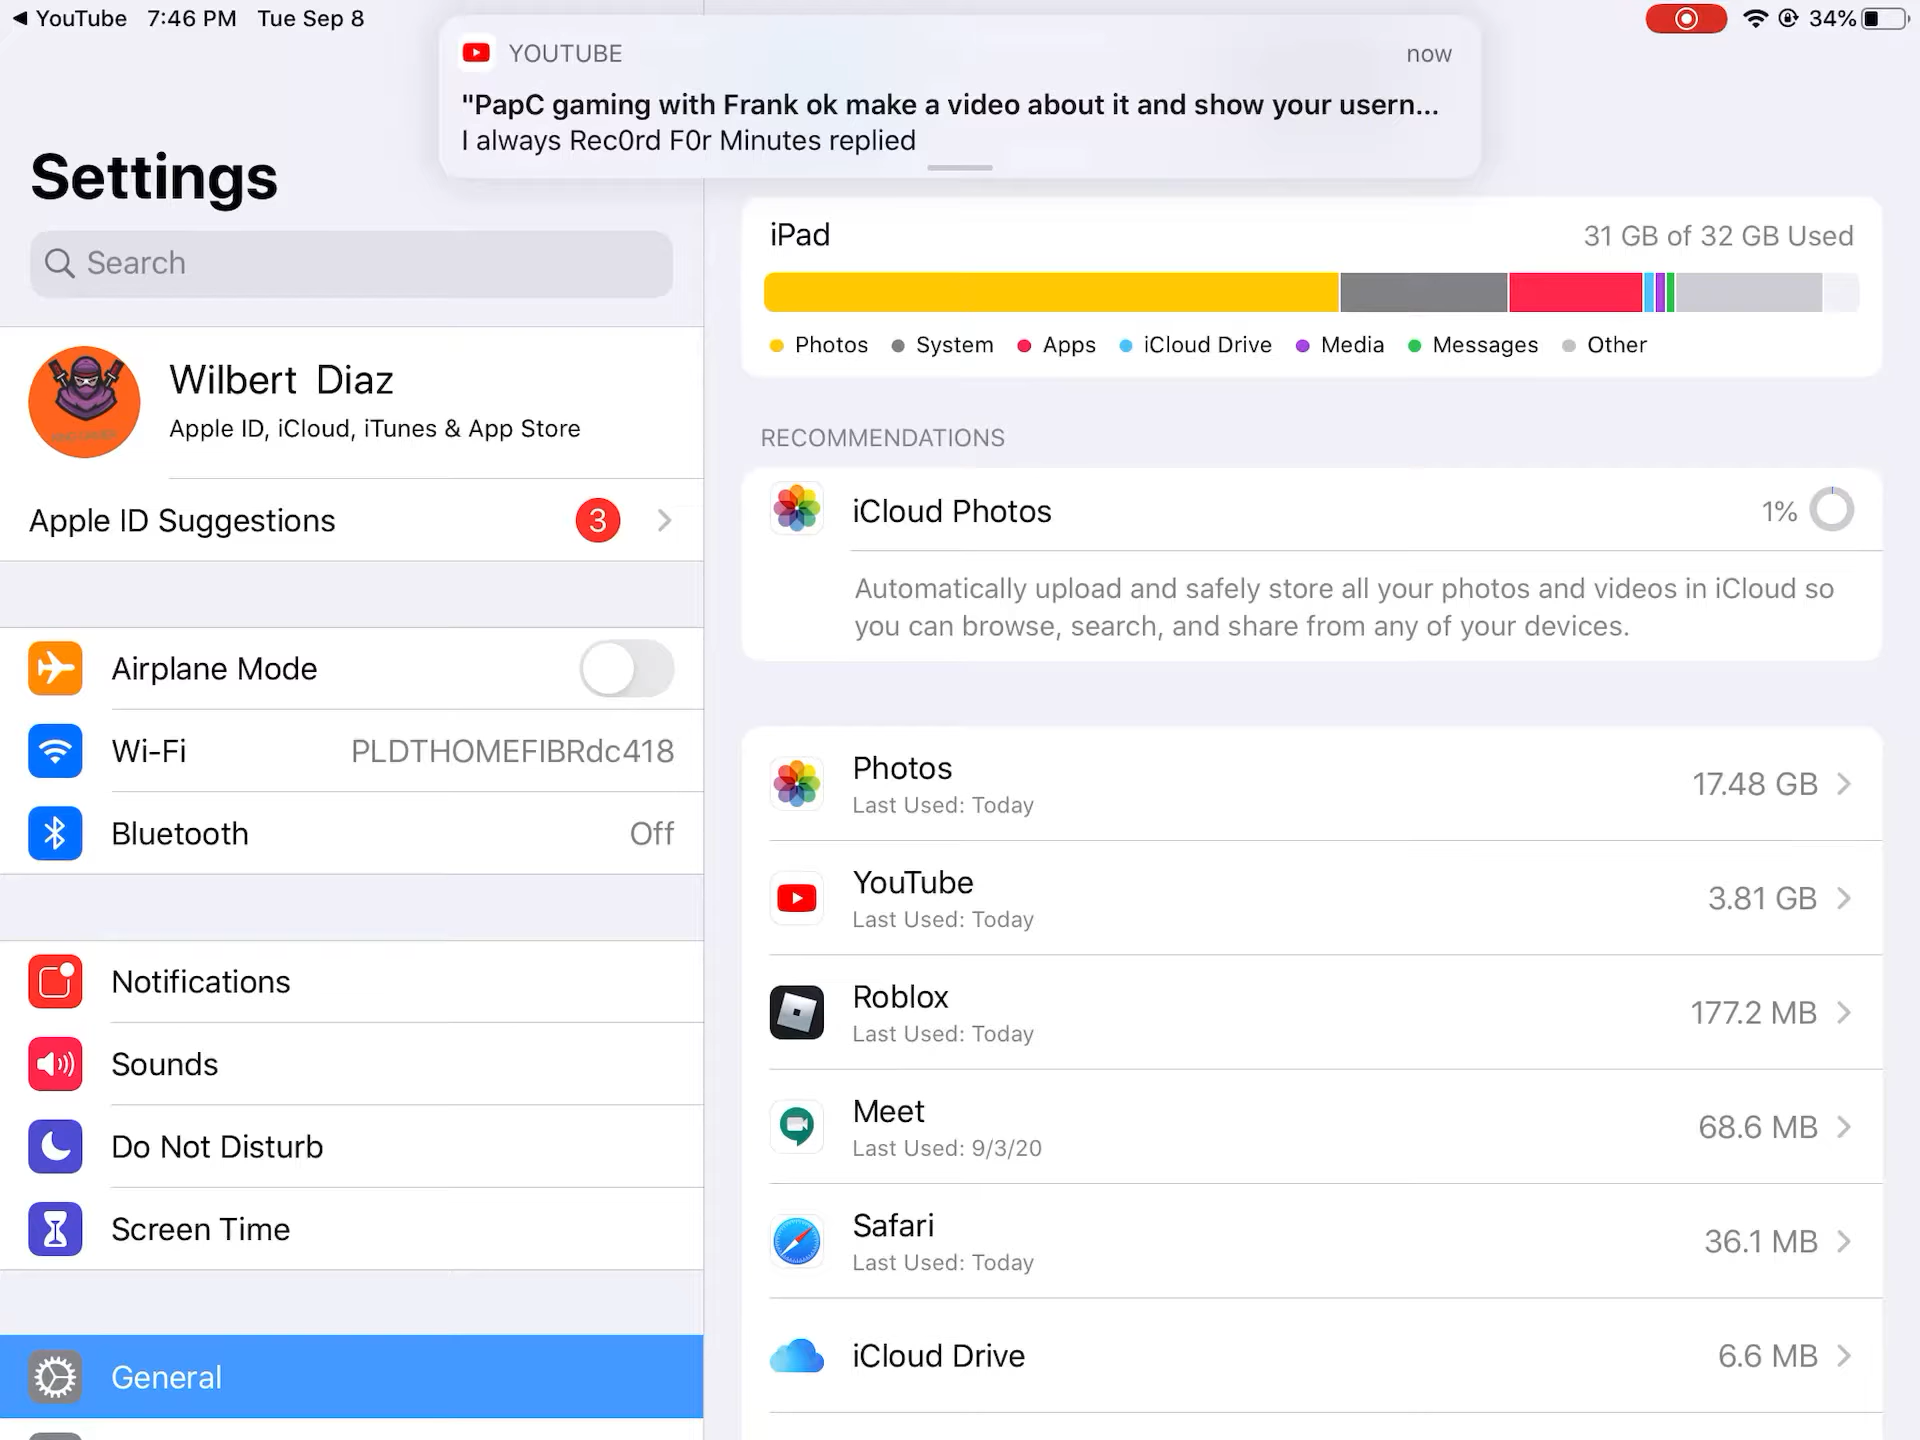 ◀ YouTube 7:46 PM Tue Sep 8
34%
YOUTUBE
now
"PapC gaming with Frank ok make a video about it and show your usern...
I always Rec0rd F0r Minutes replied
Settings
Search
Wilbert Diaz
Apple ID, iCloud, iTunes & App Store
Apple ID Suggestions 3
Airplane Mode
Wi-Fi PLDTHOMEFIBRdc418
Bluetooth Off
Notifications
Sounds
Do Not Disturb
Screen Time
General
iPad 31 GB of 32 GB Used
Photos System Apps iCloud Drive Media Messages Other
RECOMMENDATIONS
iCloud Photos 1%
Automatically upload and safely store all your photos and videos in iCloud so
you can browse, search, and share from any of your devices.
Photos 17.48 GB
Last Used: Today
YouTube 3.81 GB
Last Used: Today
Roblox 177.2 MB
Last Used: Today
Meet 68.6 MB
Last Used: 9/3/20
Safari 36.1 MB
Last Used: Today
iCloud Drive 6.6 MB